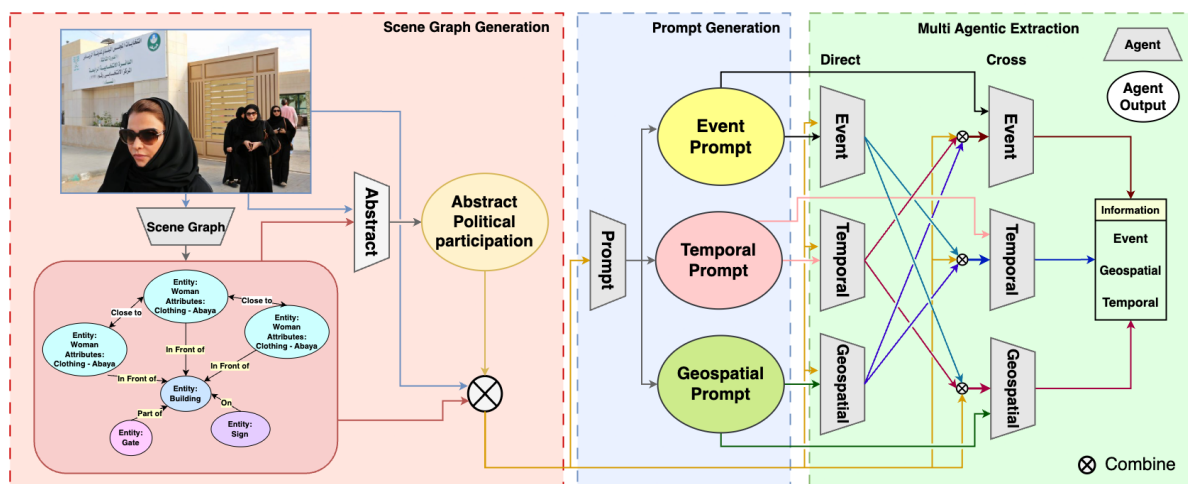 Scene Graph Generation
Prompt Generation
Multi Agentic Extraction
Direct
Cross
Agent
Agent
Output
Scene Graph
Abstract
Abstract
Political
participation
Entity:
Woman
Attributes:
Clothing - Abaya
Close to
Close to
Entity:
Woman
Attributes:
Clothing - Abaya
Entity:
Woman
Attributes:
Clothing - Abaya
In Front of
In Front of
In Front of
Entity:
Building
Part of
On
Entity:
Gate
Entity:
Sign
Prompt
Event
Prompt
Temporal
Prompt
Geospatial
Prompt
Event
Temporal
Geospatial
Event
Temporal
Geospatial
Information
Event
Geospatial
Temporal
Combine